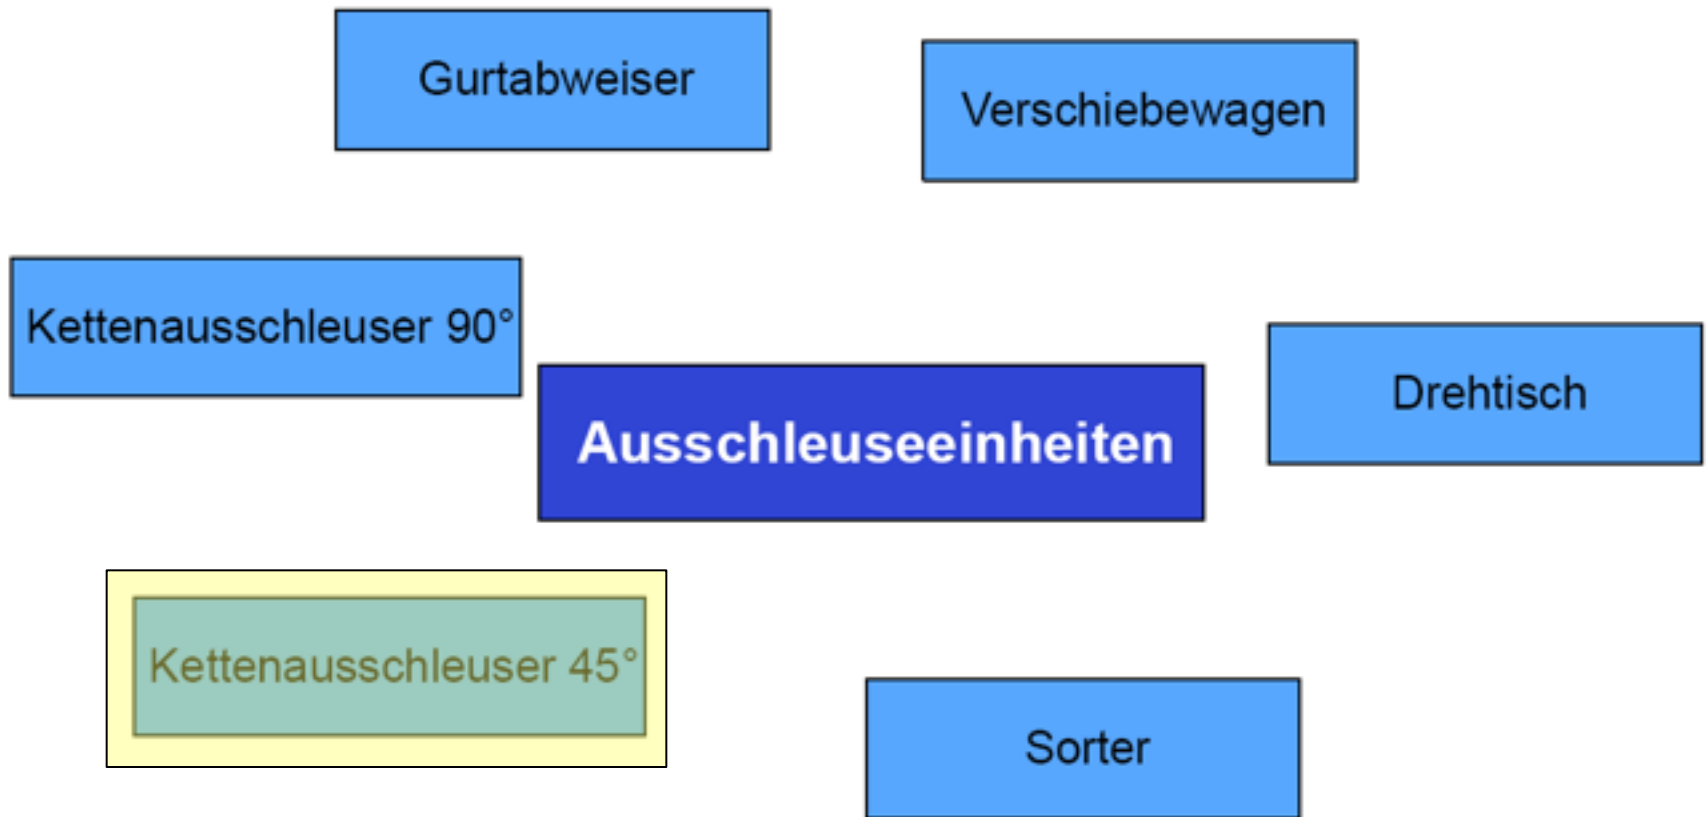 Gurtabweiser
Verschiebewagen
Kettenausschleuser 90°
Drehtisch
Ausschleuseeinheiten
Kettenausschleuser 45°
Sorter